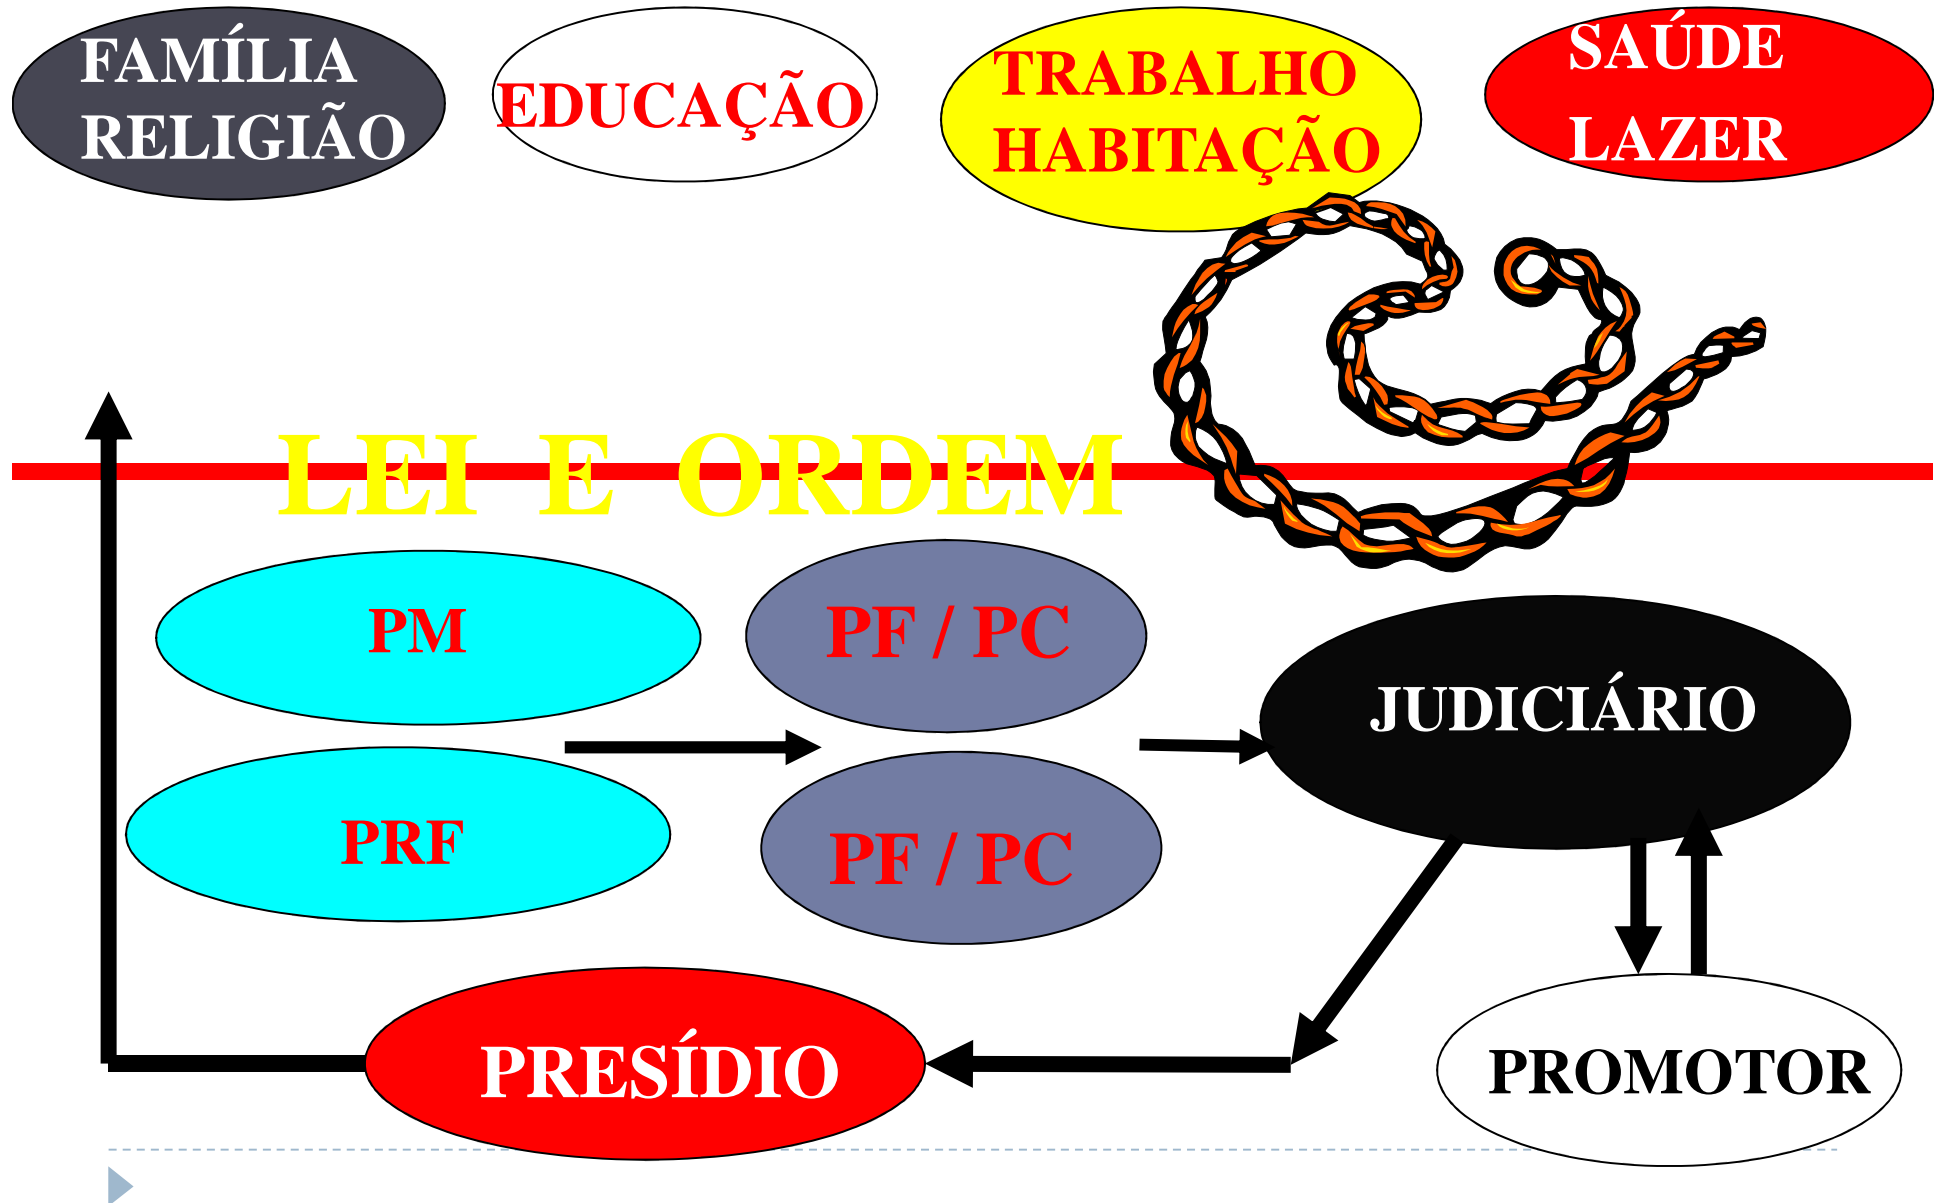 FAMÍLIA
RELIGIÃO
EDUCAÇÃO
TRABALHO
HABITAÇÃO
SAÚDE
LAZER
LEI E ORDEM
PM
PF / PC
JUDICIÁRIO
PRF
PF / PC
PRESÍDIO
PROMOTOR